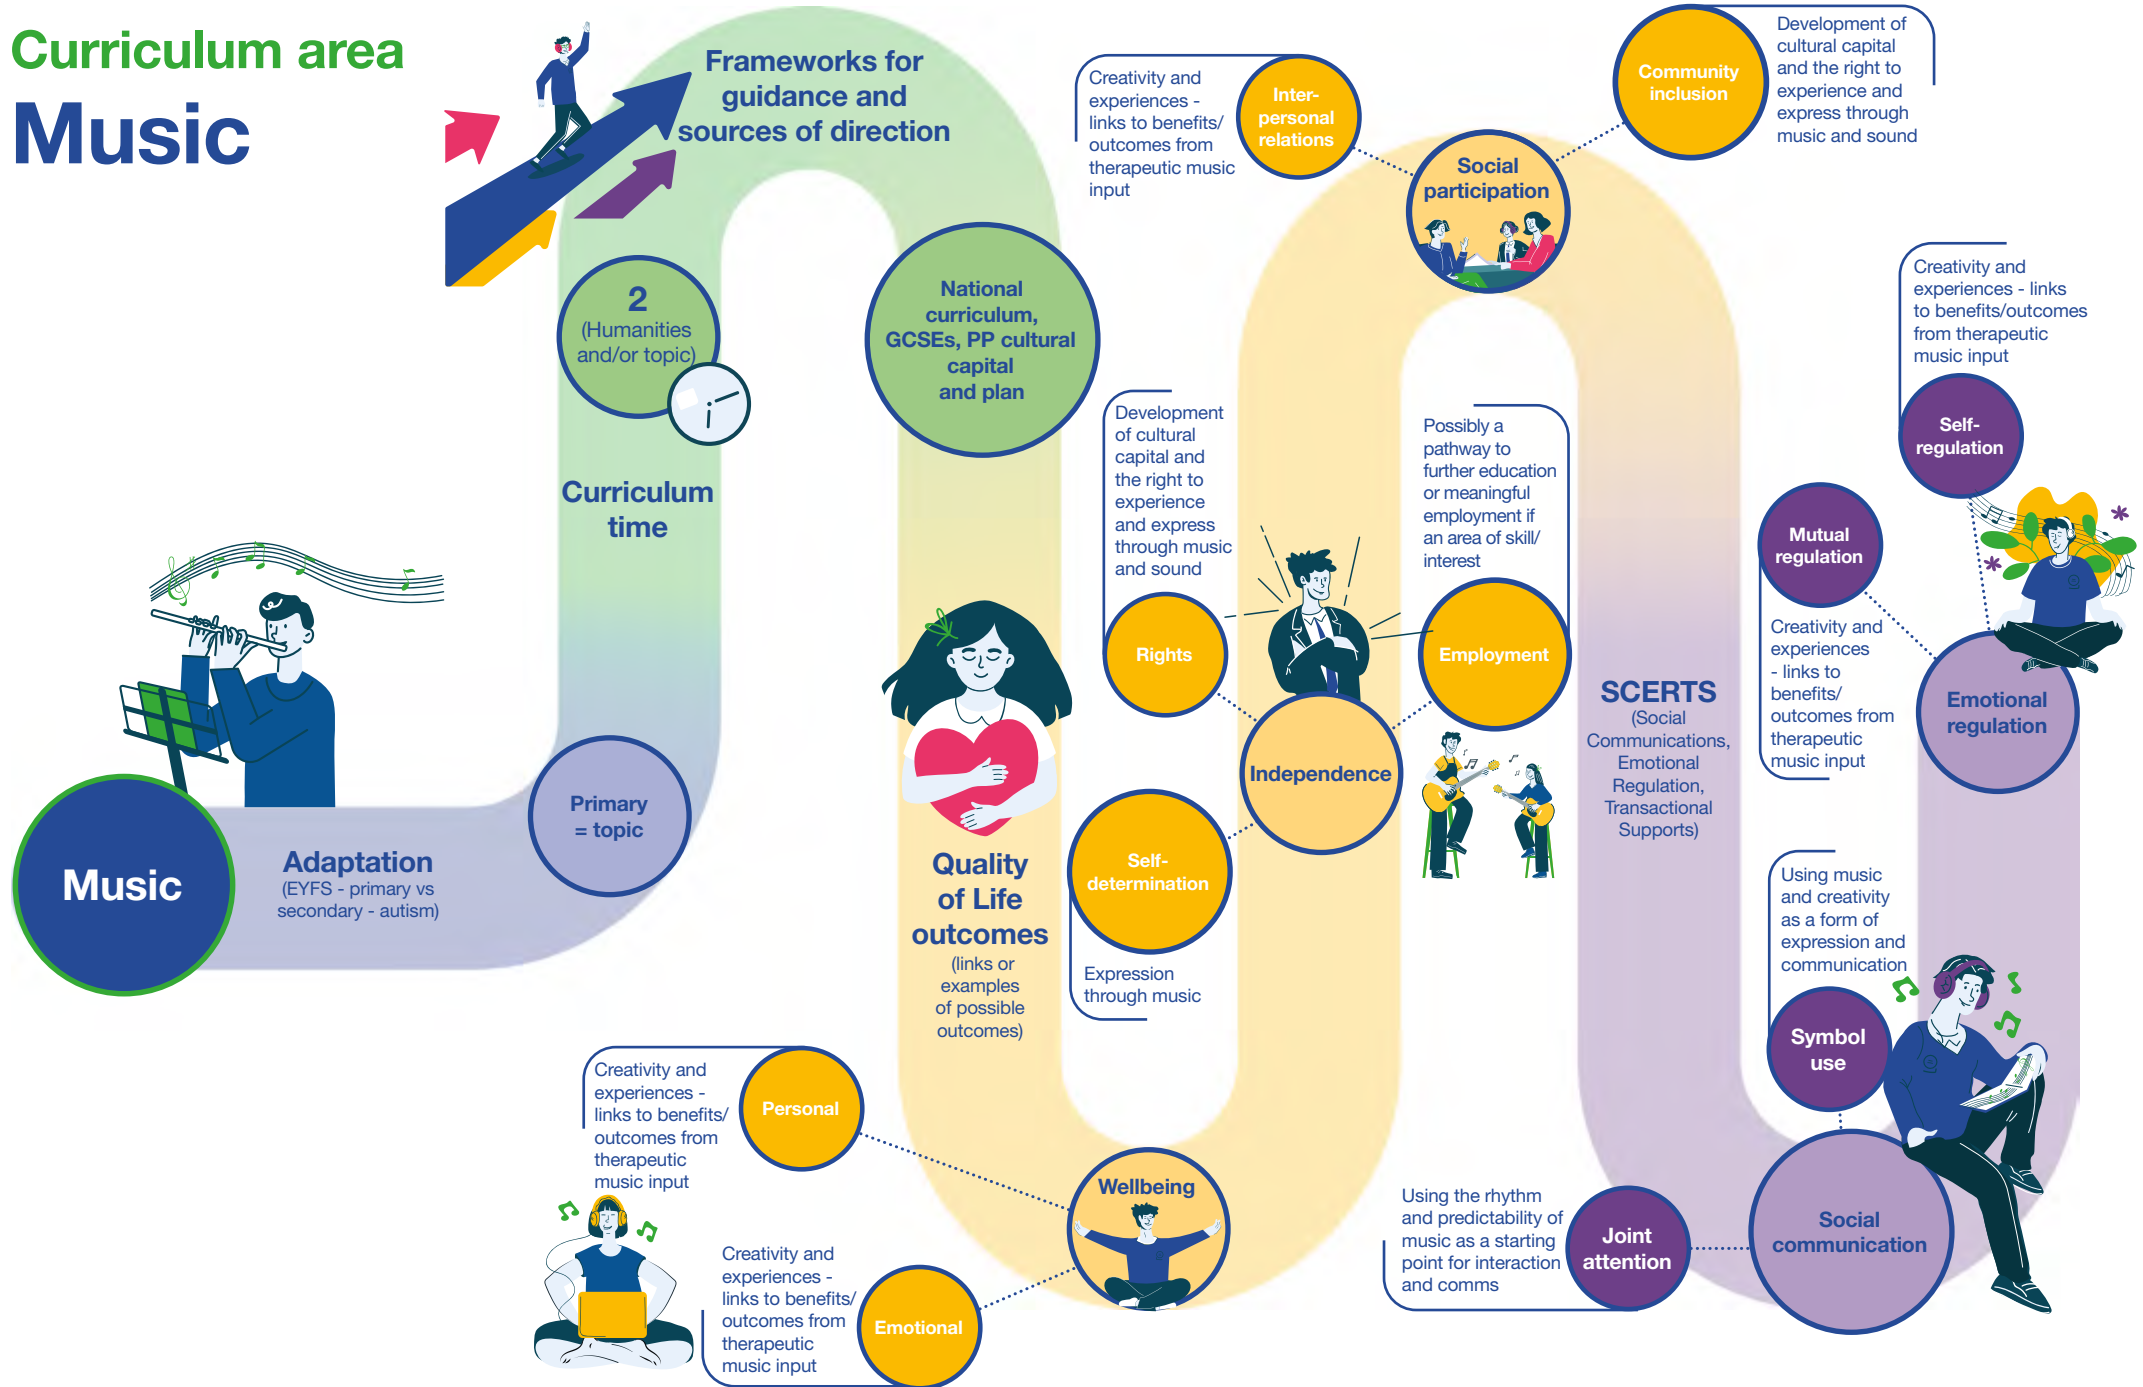 Curriculum area
Music
Music
Adaptation
(EYFS - primary vs
secondary - autism)
Primary
= topic
Curriculum
time
2
(Humanities
and/or topic)
Frameworks for
guidance and
sources of direction
National
curriculum,
GCSEs, PP cultural
capital
and plan
Quality
of Life
outcomes
(links or
examples
of possible
outcomes)
Creativity and
experiences -
links to benefits/
outcomes from
therapeutic
music input
Personal
Creativity and
experiences -
links to benefits/
outcomes from
therapeutic
music input
Emotional
Wellbeing
Self-
determination
Expression
through music
Development
of cultural
capital and
the right to
experience
and express
through music
and sound
Rights
Independence
Possibly a
pathway to
further education
or meaningful
employment if
an area of skill/
interest
Employment
Creativity and
experiences -
links to benefits/
outcomes from
therapeutic music
input
Inter-
personal
relations
Social
participation
Community
inclusion
Development of
cultural capital
and the right to
experience and
express through
music and sound
SCERTS
(Social
Communications,
Emotional
Regulation,
Transactional
Supports)
Using the rhythm
and predictability of
music as a starting
point for interaction
and comms
Joint
attention
Social
communication
Using music
and creativity
as a form of
expression and
communication
Symbol
use
Emotional
regulation
Mutual
regulation
Creativity and
experiences
- links to
benefits/
outcomes from
therapeutic
music input
Creativity and
experiences - links
to benefits/outcomes
from therapeutic
music input
Self-
regulation